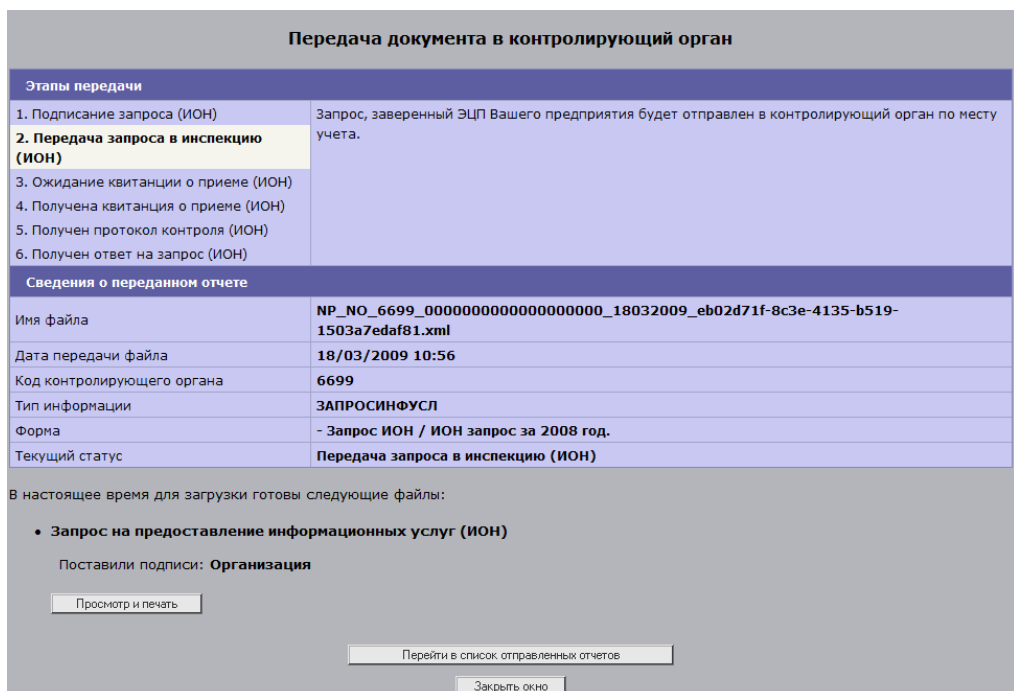 Передача документа в контролирующий орган
Этапы передачи
1. Подписание запроса (ИОН)
Запрос, заверенный ЭЦП Вашего предприятия будет отправлен в контролирующий орган по месту
учета.
2. Передача запроса в инспекцию
(ИОН)
3. Ожидание квитанции о приеме (ИОН)
4. Получена квитанция о приеме (ИОН)
5. Получен протокол контроля (ИОН)
6. Получен ответ на запрос (ИОН)
Сведения о переданном отчете
Имя файла
NP_NO_6699_00000000000000000000_18032009_eb02d71f-8c3e-4135-b519-
1503a7edaf81.xml
Дата передачи файла
18/03/2009 10:56
Код контролирующего органа
6699
Тип информации
ЗАПРОСИНФУСЛ
Форма
- Запрос ИОН / ИОН запрос за 2008 год.
Текущий статус
Передача запроса в инспекцию (ИОН)
В настоящее время для загрузки готовы следующие файлы:
• Запрос на предоставление информационных услуг (ИОН)
Поставили подписи: Организация
Просмотр и печать
Перейти в список отправленных отчетов
Закрыть окно